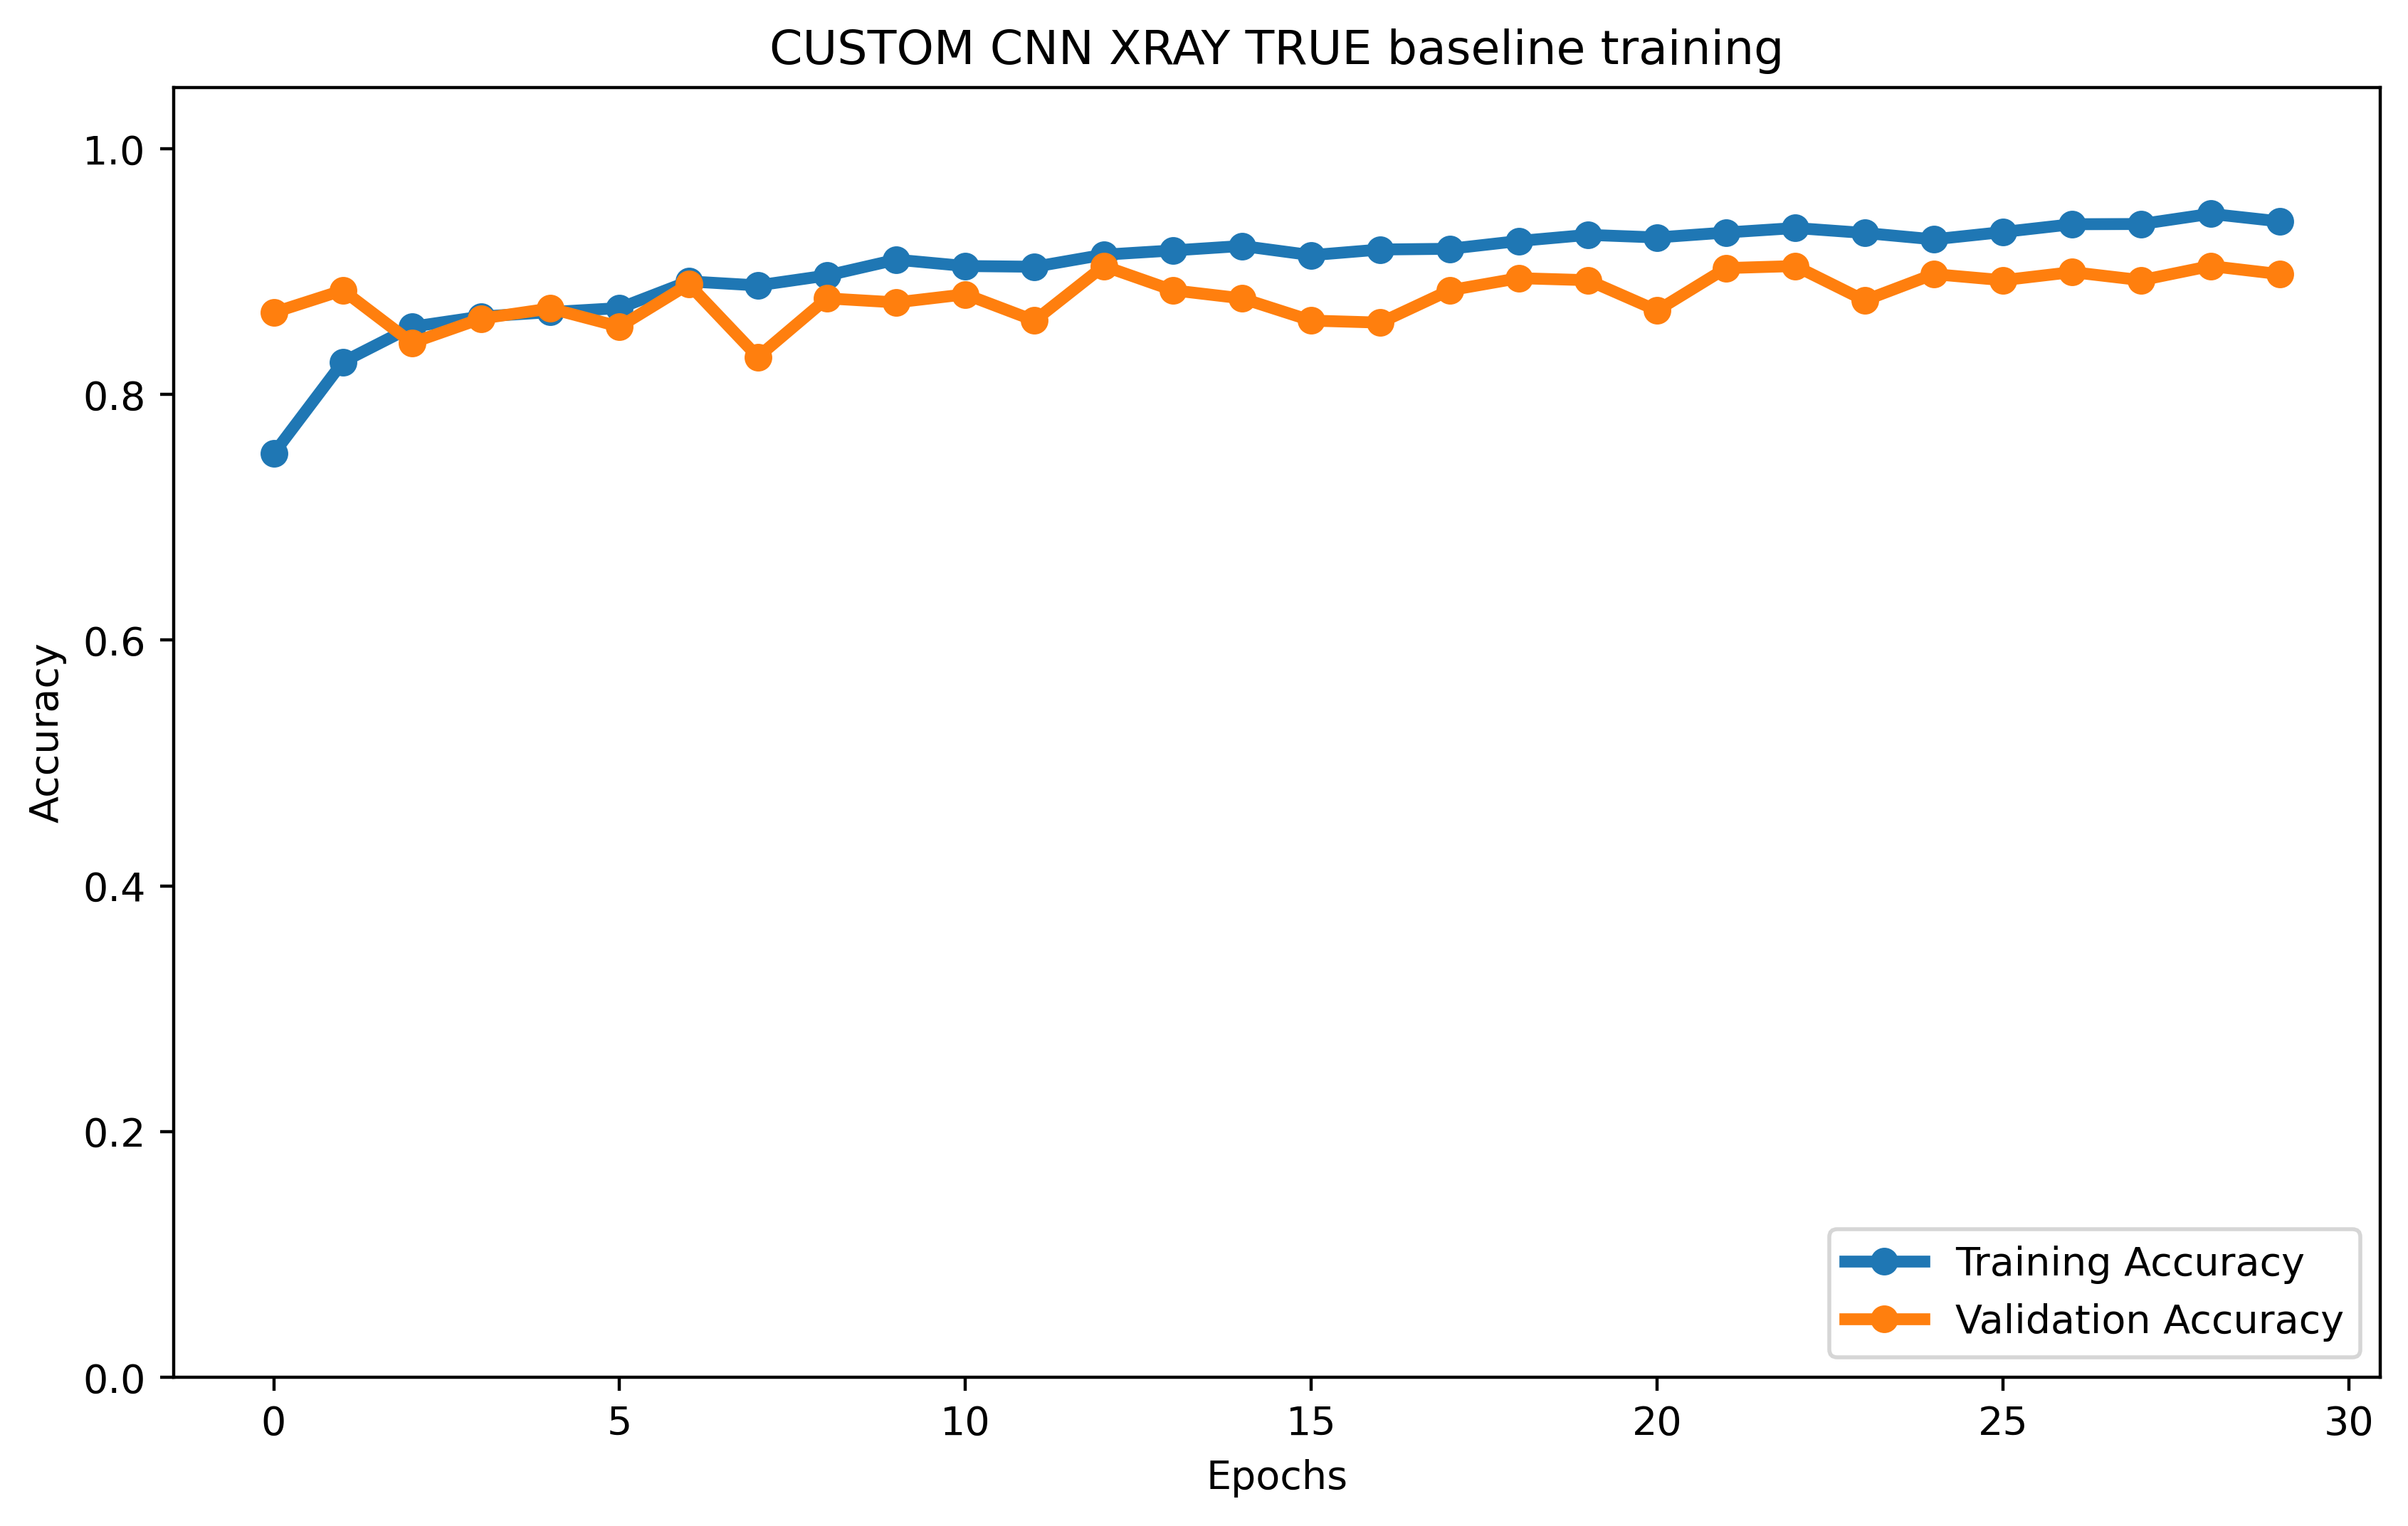 CUSTOM CNN XRAY TRUE baseline training
1.0
0.8
0.6
0.4
0.2
0.0
Accuracy
0 5 10 15 20 25 30
Epochs
Training Accuracy
Validation Accuracy